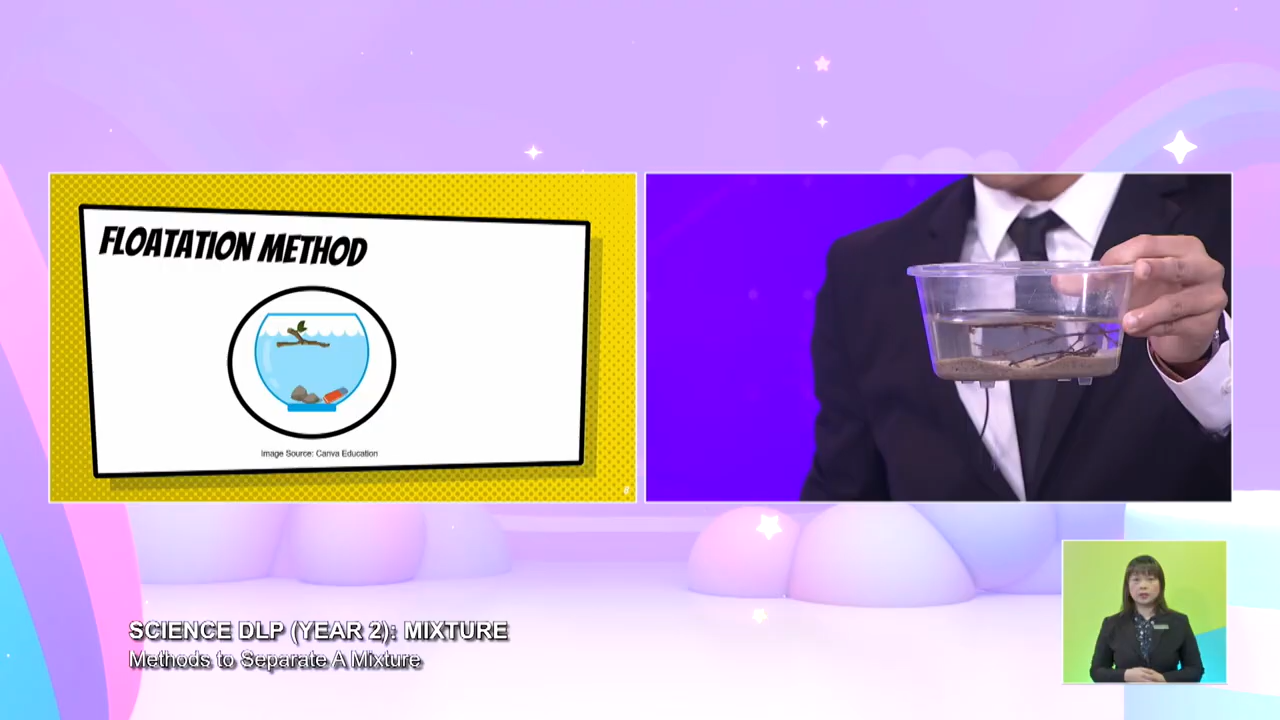 FLOATATION METHOD
Image Source: Canva Education
SCIENCE DLP (YEAR 2): MIXTURE
Methods to Separate A Mixture